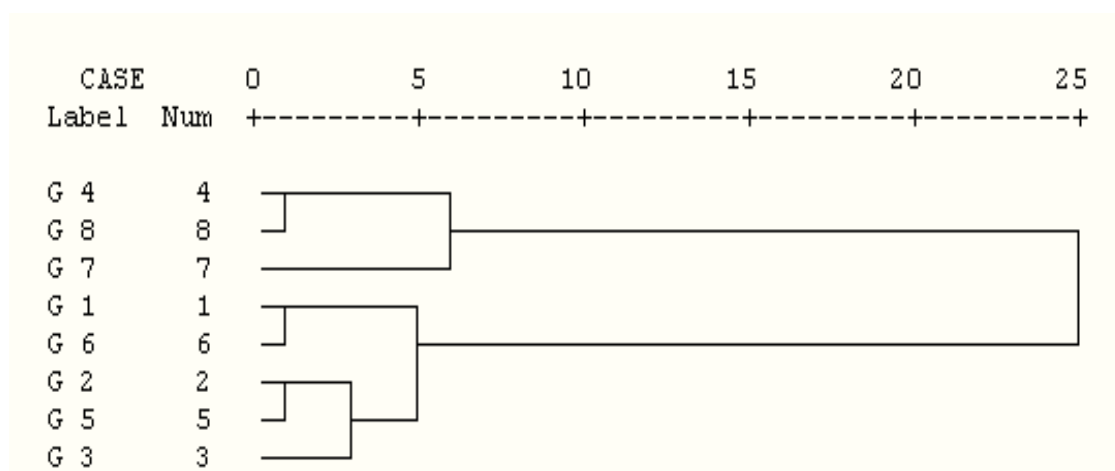 CASE 0 5 10 15 20 25
Label Num +---------+---------+---------+---------+---------+
G 4 4
G 8 8
G 7 7
G 1 1
G 6 6
G 2 2
G 5 5
G 3 3